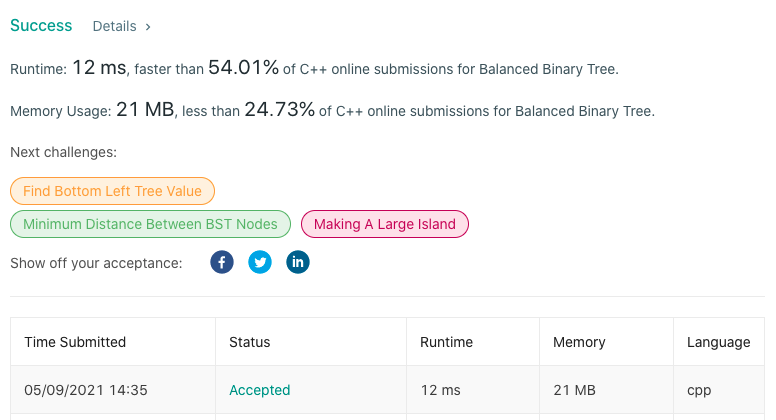 Success Details ›
Runtime: 12 ms, faster than 54.01% of C++ online submissions for Balanced Binary Tree.
Memory Usage: 21 MB, less than 24.73% of C++ online submissions for Balanced Binary Tree.
Next challenges:
Find Bottom Left Tree Value
Minimum Distance Between BST Nodes Making A Large Island
Show off your acceptance: f in
Time Submitted Status Runtime Memory Language
05/09/2021 14:35 Accepted 12 ms 21 MB cpp